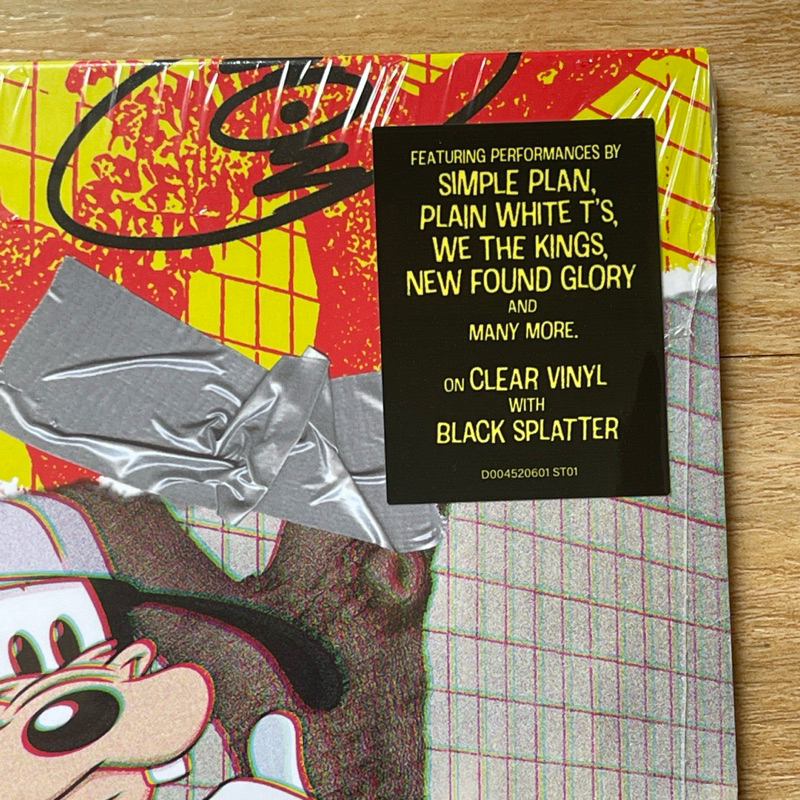 FEATURING PERFORMANCES BY
SIMPLE PLAN,
PLAIN WHITE T'S,
WE THE KINGS,
NEW FOUND GLORY
AND
MANY MORE.
ON CLEAR VINYL
WITH
BLACK SPLATTER
D004520601 ST01